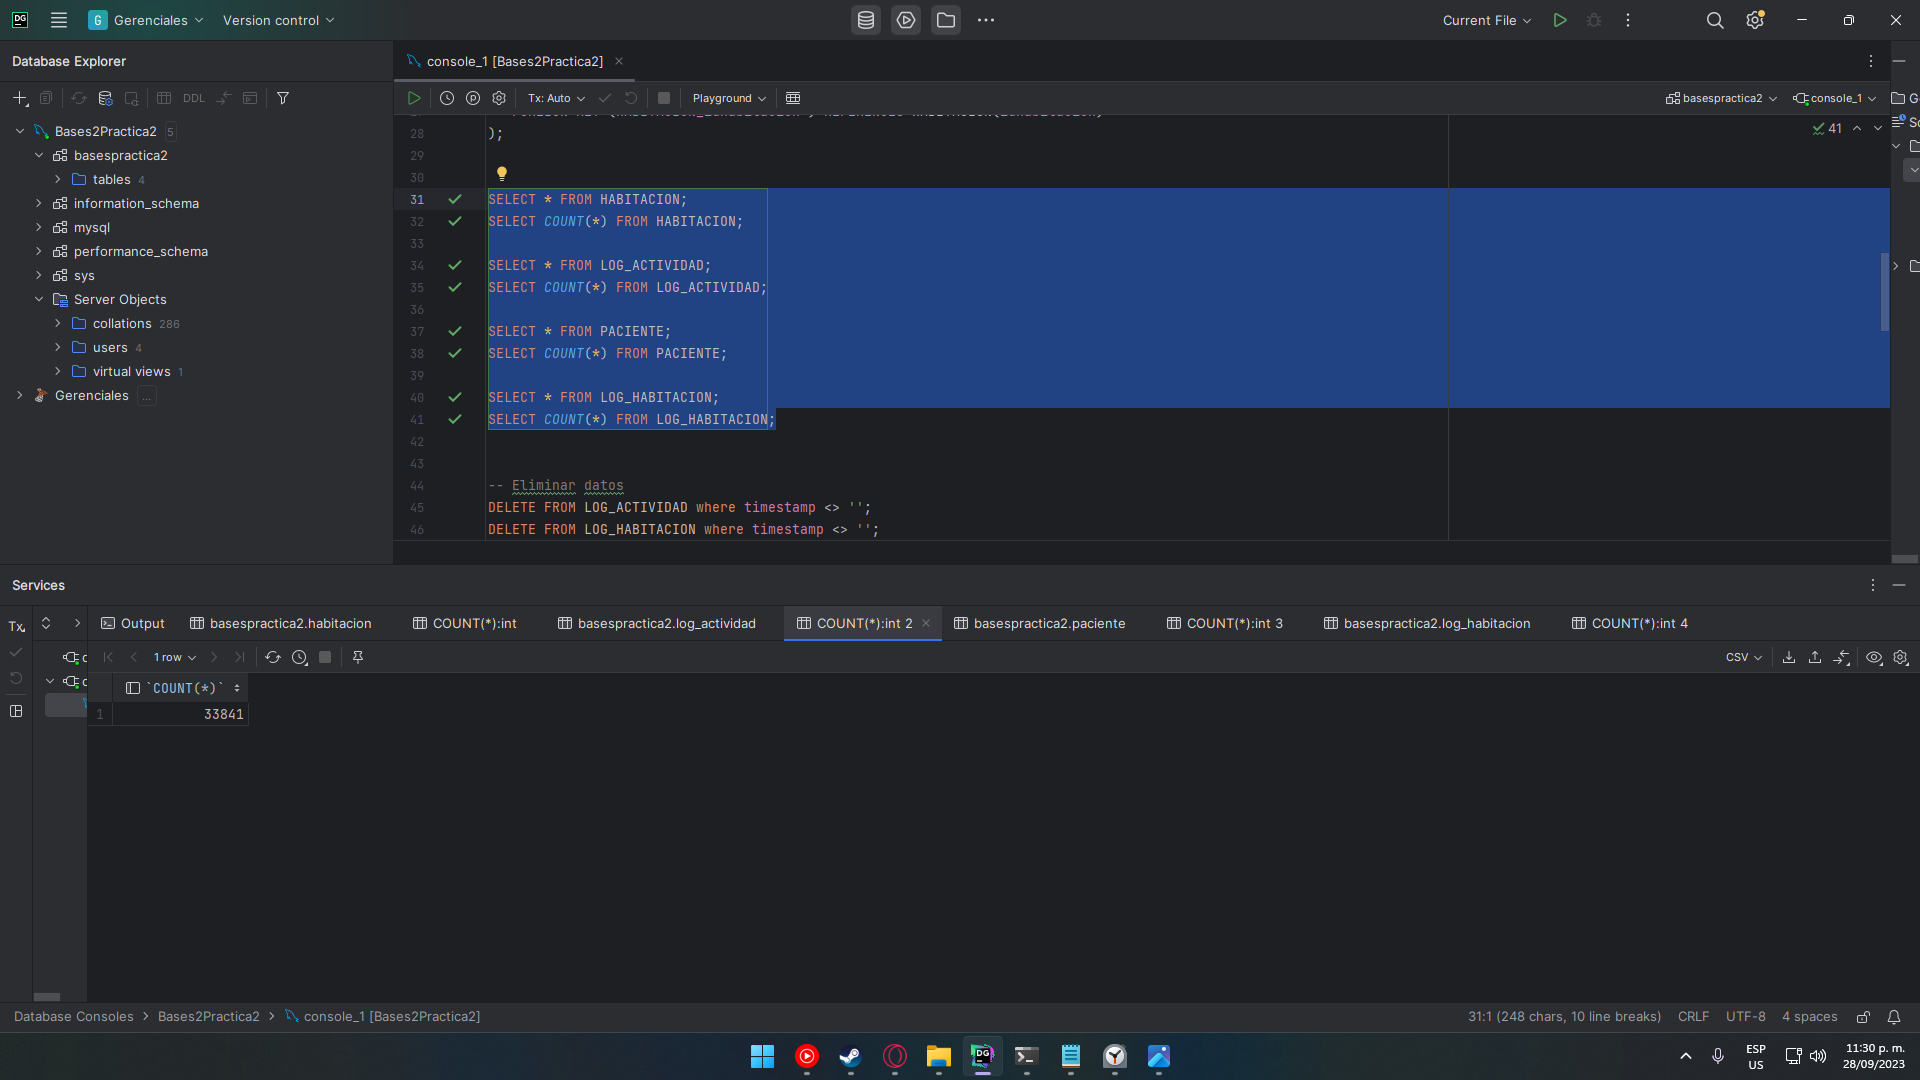 DG
G Gerenciales
Version control
Current File
Database Explorer
console_1 [Bases2Practica2]
DDL
Tx: Auto
Playground
basespractica2
console_1
Bases2Practica2 5
basespractica2
tables 4
information_schema
mysql
performance_schema
sys
Server Objects
collations 286
users 4
virtual views 1
Gerenciales ...
41
28 );
29
30
31 SELECT * FROM HABITACION;
32 SELECT COUNT(*) FROM HABITACION;
33
34 SELECT * FROM LOG_ACTIVIDAD;
35 SELECT COUNT(*) FROM LOG_ACTIVIDAD;
36
37 SELECT * FROM PACIENTE;
38 SELECT COUNT(*) FROM PACIENTE;
39
40 SELECT * FROM LOG_HABITACION;
41 SELECT COUNT(*) FROM LOG_HABITACION;
42
43
44 -- Eliminar datos
45 DELETE FROM LOG_ACTIVIDAD where timestamp <> '';
46 DELETE FROM LOG_HABITACION where timestamp <> '';
Services
Tx
Output
basespractica2.habitacion
COUNT(*):int
basespractica2.log_actividad
COUNT(*):int 2
basespractica2.paciente
COUNT(*):int 3
basespractica2.log_habitacion
COUNT(*):int 4
1 row
CSV
`COUNT(*)`
1 33841
Database Consoles > Bases2Practica2 > console_1 [Bases2Practica2]
31:1 (248 chars, 10 line breaks)
CRLF
UTF-8
4 spaces
DG
ESP
US
11:30 p. m.
28/09/2023